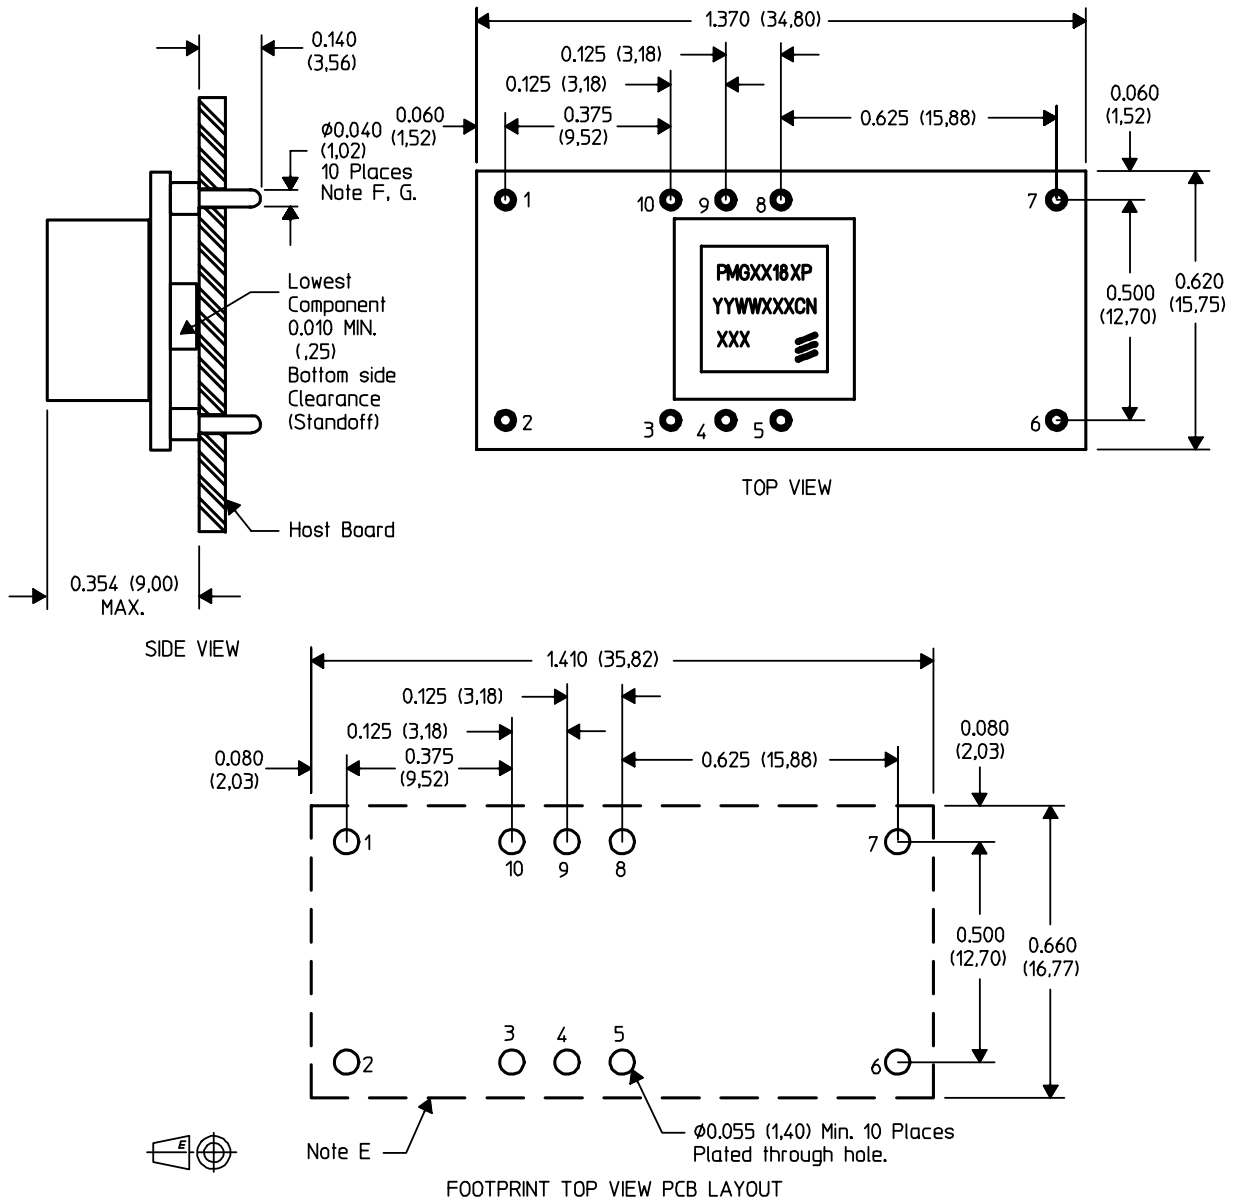 0.140
(3,56)
Ø0.040
(1,02)
10 Places
Note F, G.
Lowest
Component
0.010 MIN.
(,25)
Bottom side
Clearance
(Standoff)
Host Board
0.354 (9,00)
MAX.
SIDE VIEW
1.370 (34,80)
0.125 (3,18)
0.125 (3,18)
0.060
(1,52)
0.375
(9,52)
0.625 (15,88)
0.060
(1,52)
1
10
9
8
7
PMGXX18XP
YYWWXXXCN
XXX
0.500
(12,70)
0.620
(15,75)
2
3
4
5
6
TOP VIEW
1.410 (35,82)
0.125 (3,18)
0.125 (3,18)
0.080
(2,03)
0.375
(9,52)
0.625 (15,88)
0.080
(2,03)
1
10
9
8
7
0.500
(12,70)
0.660
(16,77)
2
3
4
5
6
E
Note E
Ø0.055 (1,40) Min. 10 Places
Plated through hole.
FOOTPRINT TOP VIEW PCB LAYOUT